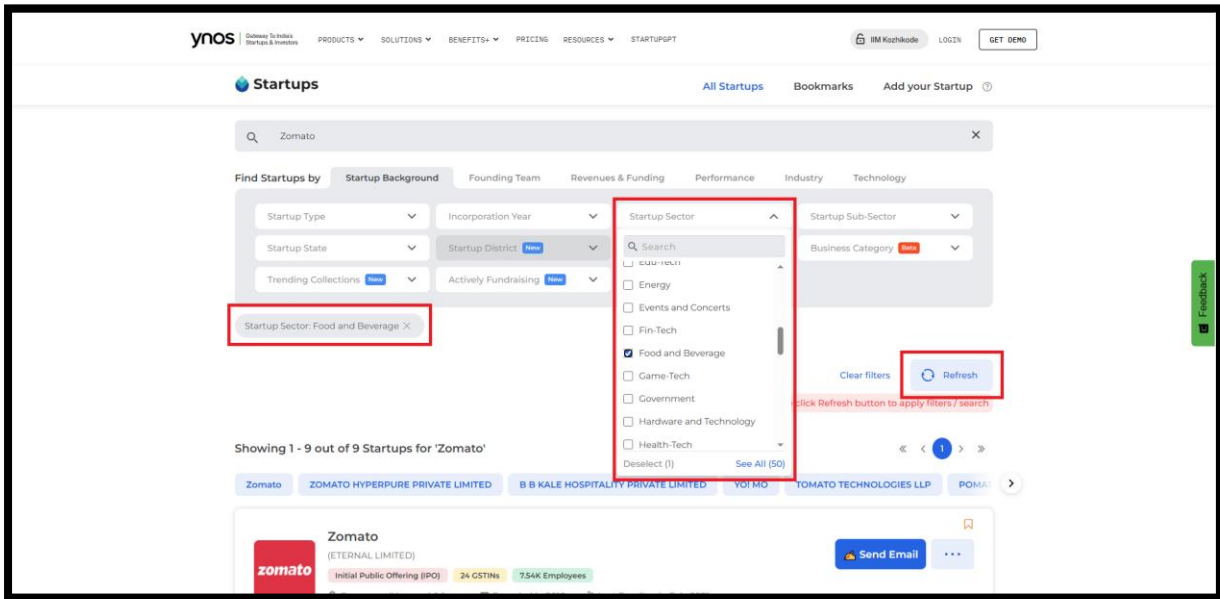 ynos Gateway To India's Startups & Investors PRODUCTS SOLUTIONS BENEFITS+ PRICING RESOURCES STARTUPGPT IIM Kozhikode LOGIN GET DEMO
Startups All Startups Bookmarks Add your Startup
Zomato
Find Startups by Startup Background Founding Team Revenues & Funding Performance Industry Technology
Startup Type Incorporation Year Startup Sector Startup Sub-Sector
Startup State Startup District New Search Business Category Beta
Edu-Tech
Trending Collections New Actively Fundraising New Energy
Events and Concerts
Startup Sector: Food and Beverage
Fin-Tech
Food and Beverage
Game-Tech Clear filters Refresh
Government click Refresh button to apply filters / search
Hardware and Technology
Health-Tech
Showing 1 - 9 out of 9 Startups for 'Zomato' 1
Deselect (1) See All (50)
Zomato ZOMATO HYPERPURE PRIVATE LIMITED B B KALE HOSPITALITY PRIVATE LIMITED YO! MO TOMATO TECHNOLOGIES LLP POMA
Zomato
(ETERNAL LIMITED) Send Email
zomato Initial Public Offering (IPO) 24 GSTINs 7.54K Employees
Feedback